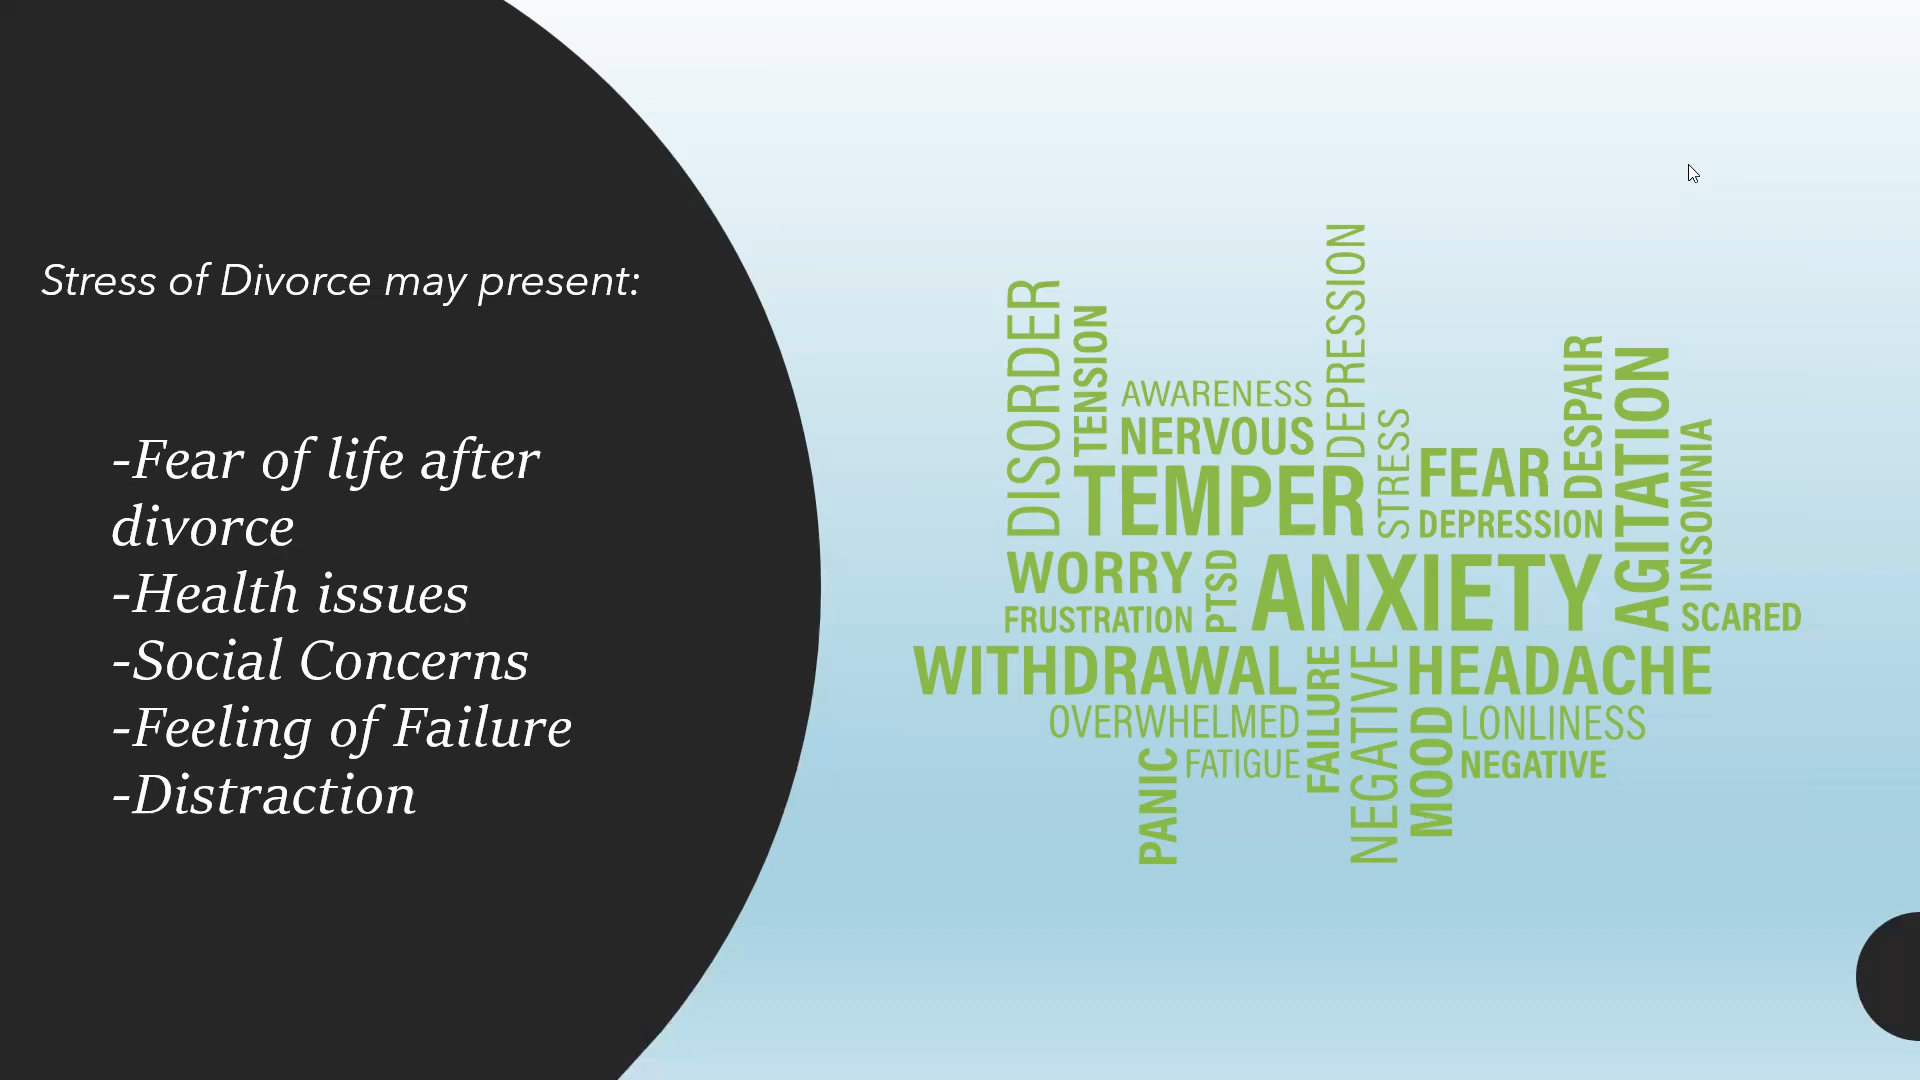 Stress of Divorce may present:
-Fear of life after
divorce
-Health issues
-Social Concerns
-Feeling of Failure
-Distraction
DISORDER
TENSION
AWARENESS
NERVOUS
TEMPER
DEPRESSION
STRESS
FEAR
DEPRESSION
DESPAIR
AGITATION
INSOMNIA
WORRY
FRUSTRATION
PTSD
ANXIETY
SCARED
WITHDRAWAL
FAILURE
NEGATIVE
HEADACHE
OVERWHELMED
MOOD
LONLINESS
PANIC
FATIGUE
NEGATIVE